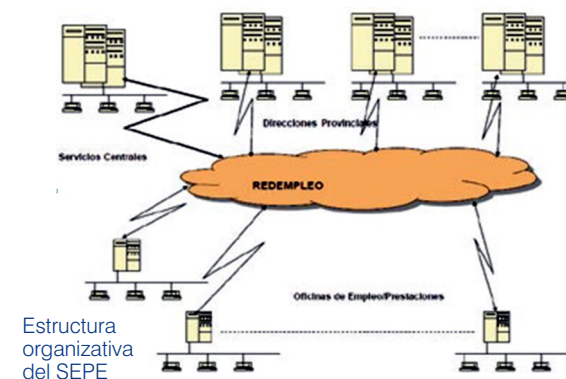 Direcciones Provinciales
Servicios Centrales
REDEMPLEO
Oficinas de Empleo/Prestaciones
Estructura
organizativa
del SEPE